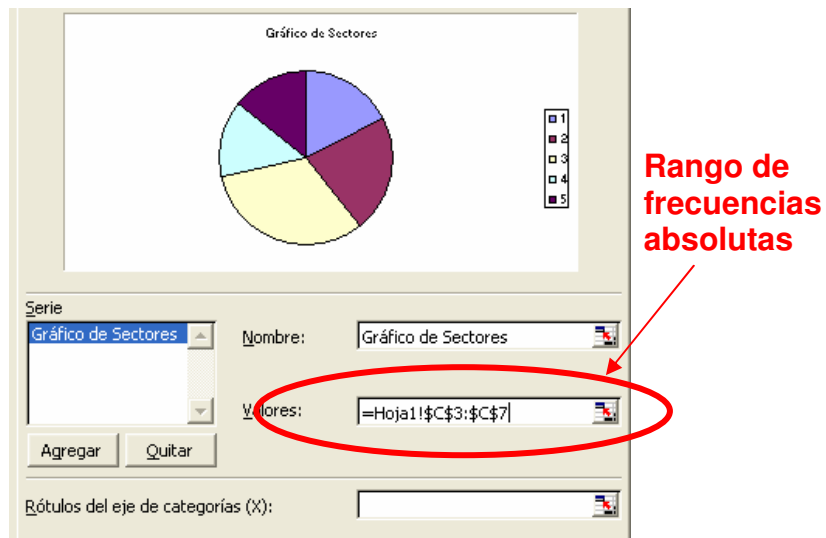 Gráfico de Sectores
1
2
3
4
5
Rango de
frecuencias
absolutas
Serie
Gráfico de Sectores
Nombre:
Gráfico de Sectores
Valores:
=Hoja1!$C$3:$C$7
Agregar
Quitar
Rótulos del eje de categorías (X):